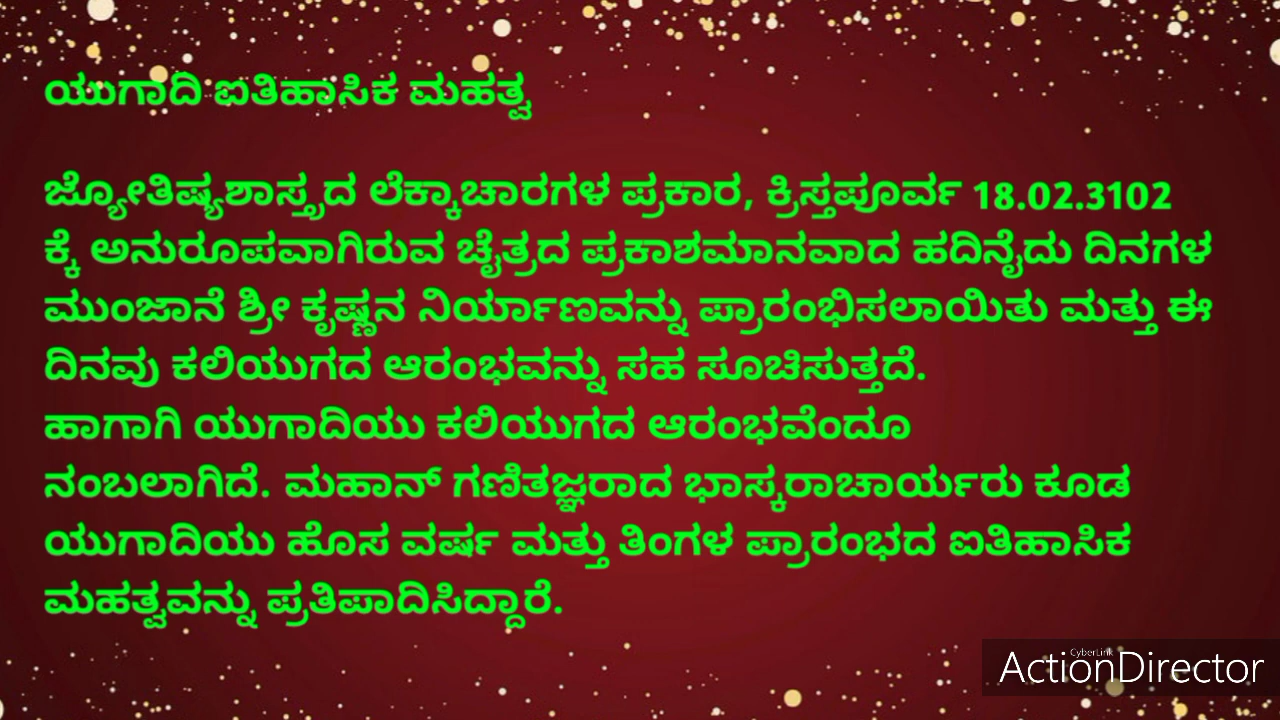 ಯುಗಾದಿ ಐತಿಹಾಸಿಕ ಮಹತ್ವ
ಜ್ಯೋತಿಷ್ಯಶಾಸ್ತ್ರದ ಲೆಕ್ಕಾಚಾರಗಳ ಪ್ರಕಾರ, ಕ್ರಿಸ್ತಪೂರ್ವ 18.02.3102
ಕ್ಕೆ ಅನುರೂಪವಾಗಿರುವ ಚೈತ್ರದ ಪ್ರಕಾಶಮಾನವಾದ ಹದಿನೈದು ದಿನಗಳ
ಮುಂಜಾನೆ ಶ್ರೀ ಕೃಷ್ಣನ ನಿರ್ಯಾಣವನ್ನು ಪ್ರಾರಂಭಿಸಲಾಯಿತು ಮತ್ತು ಈ
ದಿನವು ಕಲಿಯುಗದ ಆರಂಭವನ್ನು ಸಹ ಸೂಚಿಸುತ್ತದೆ.
ಹಾಗಾಗಿ ಯುಗಾದಿಯು ಕಲಿಯುಗದ ಆರಂಭವೆಂದೂ
ನಂಬಲಾಗಿದೆ. ಮಹಾನ್ ಗಣಿತಜ್ಞರಾದ ಭಾಸ್ಕರಾಚಾರ್ಯರು ಕೂಡ
ಯುಗಾದಿಯು ಹೊಸ ವರ್ಷ ಮತ್ತು ತಿಂಗಳ ಪ್ರಾರಂಭದ ಐತಿಹಾಸಿಕ
ಮಹತ್ವವನ್ನು ಪ್ರತಿಪಾದಿಸಿದ್ದಾರೆ.
CyberLink
ActionDirector